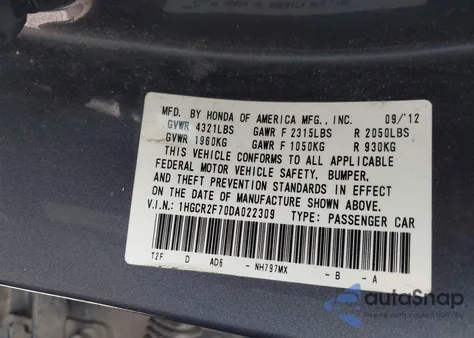 MFD. BY HONDA OF AMERICA MFG., INC. 09/'12
GVWR 4321LBS GAWR F 2315LBS R 2050LBS
GVWR 1960KG GAWR F 1050KG R 930KG
THIS VEHICLE CONFORMS TO ALL APPLICABLE
FEDERAL MOTOR VEHICLE SAFETY, BUMPER,
AND THEFT PREVENTION STANDARDS IN EFFECT
ON THE DATE OF MANUFACTURE SHOWN ABOVE.
V.I.N.: 1HGCR2F70DA022309 TYPE: PASSENGER CAR
T2F D AD6 - NH797MX - B - A
autoSnap